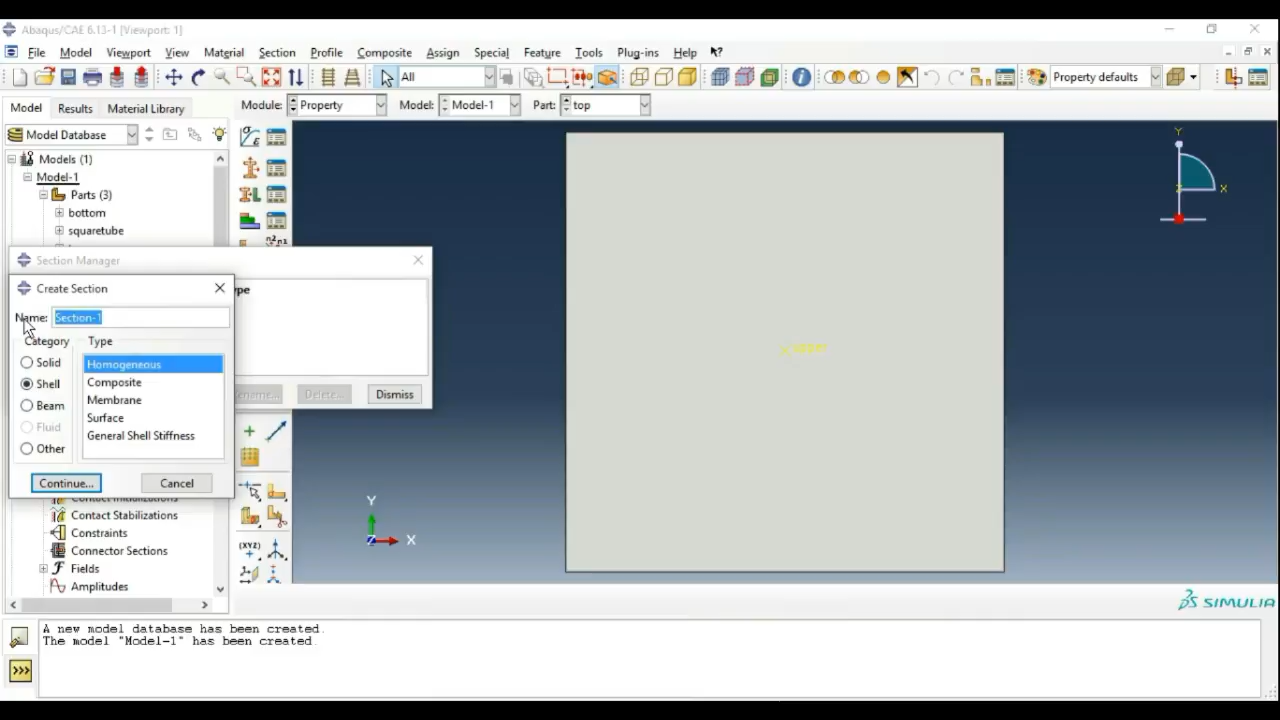 Abaqus/CAE 6.13-1 [Viewport: 1]
File Model Viewport View Material Section Profile Composite Assign Special Feature Tools Plug-ins Help
All Property defaults
Model Results Material Library Module: Property Model: Model-1 Part: top
Model Database
Models (1)
Model-1
Parts (3)
bottom
squaretube
Section Manager
Create Section
Name: Section-1
Category Type
Solid Homogeneous
Shell Composite
Beam Membrane
Fluid Surface
Other General Shell Stiffness
Continue... Cancel
Delete... Dismiss
Contact Stabilizations
Constraints
Connector Sections
Fields
Amplitudes
(XYZ)
Y
X
Y
X
Z
SIMULIA
A new model database has been created.
The model "Model-1" has been created.
>>>